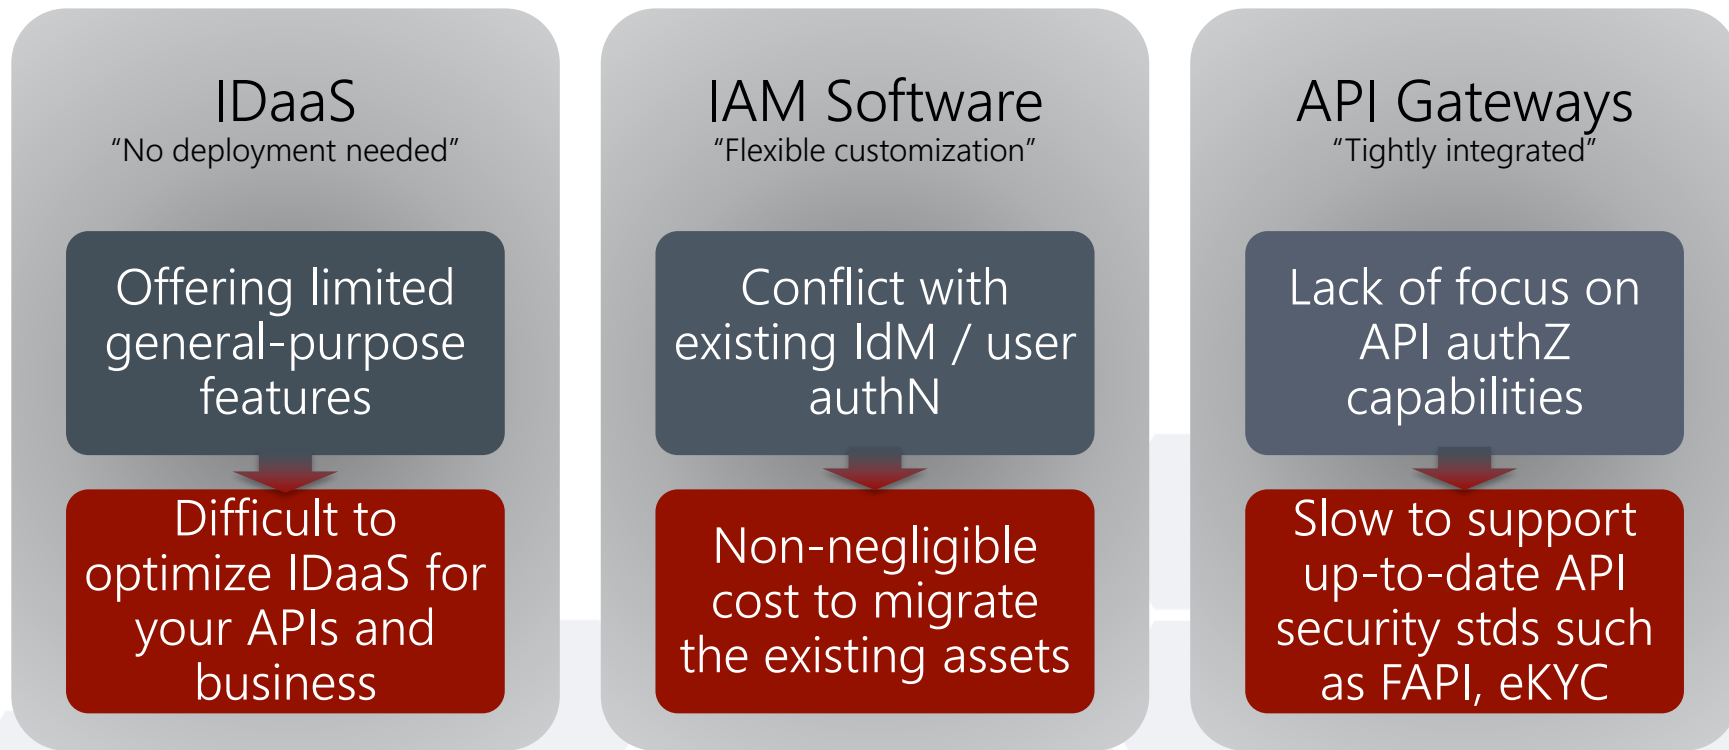 IDaaS
“No deployment needed”
Offering limited
general-purpose
features
Difficult to
optimize IDaaS for
your APIs and
business
IAM Software
“Flexible customization”
Conflict with
existing IdM / user
authN
Non-negligible
cost to migrate
the existing assets
API Gateways
“Tightly integrated”
Lack of focus on
API authZ
capabilities
Slow to support
up-to-date API
security stds such
as FAPI, eKYC